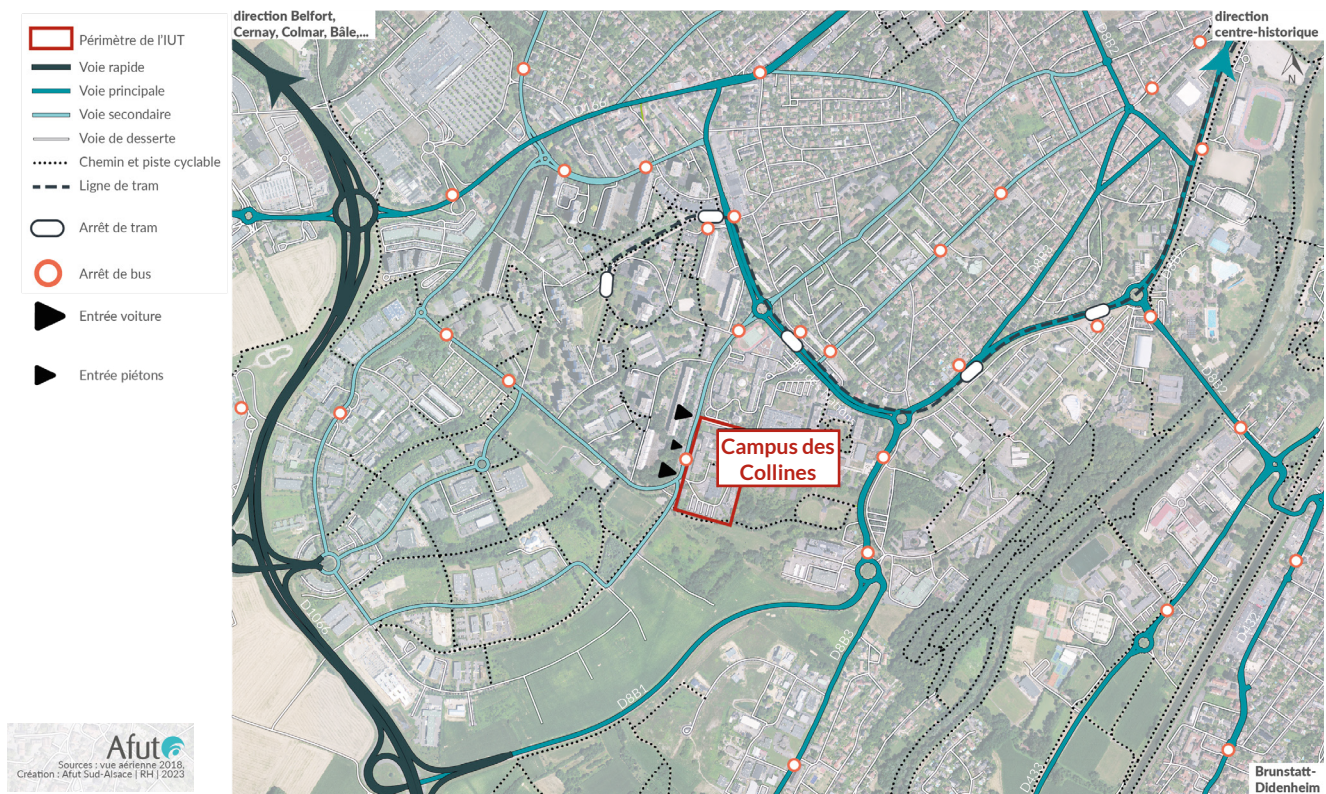 Périmètre de l'IUT
Voie rapide
Voie principale
Voie secondaire
Voie de desserte
Chemin et piste cyclable
Ligne de tram
Arrêt de tram
Arrêt de bus
Entrée voiture
Entrée piétons
direction Belfort,
Cernay, Colmar, Bâle,...
direction
centre-historique
N
Campus des
Collines
D8B1
D8B3
Brunstatt-
Didenheim
Afut
Sources : vue aérienne 2018,
Création : Afut Sud-Alsace | RH | 2023